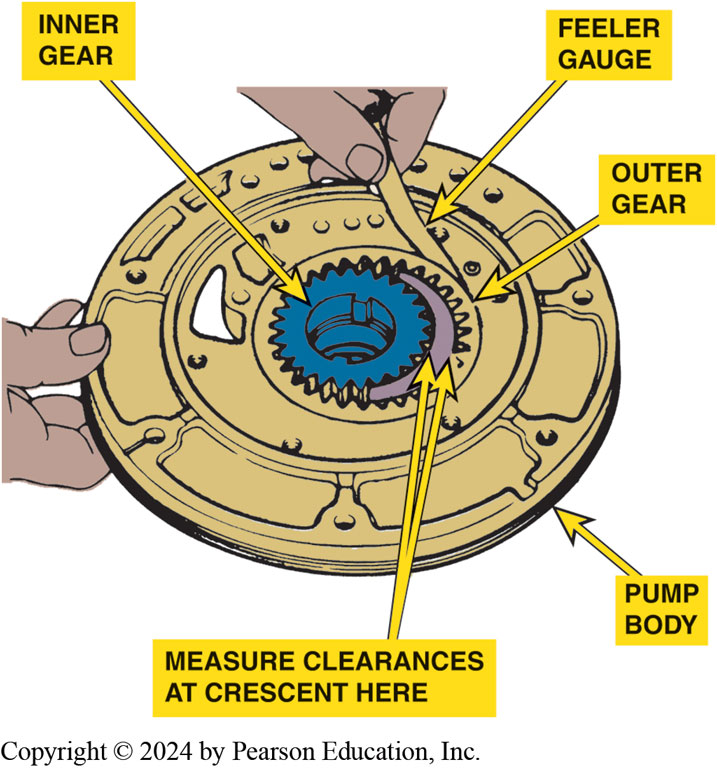 INNER
GEAR
FEELER
GAUGE
OUTER
GEAR
PUMP
BODY
MEASURE CLEARANCES
AT CRESCENT HERE
Copyright © 2024 by Pearson Education, Inc.